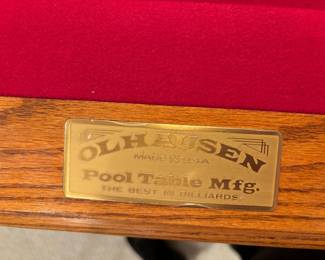 OLHAUSEN
MADE IN USA
Pool Table Mfg.
THE BEST IN BILLIARDS